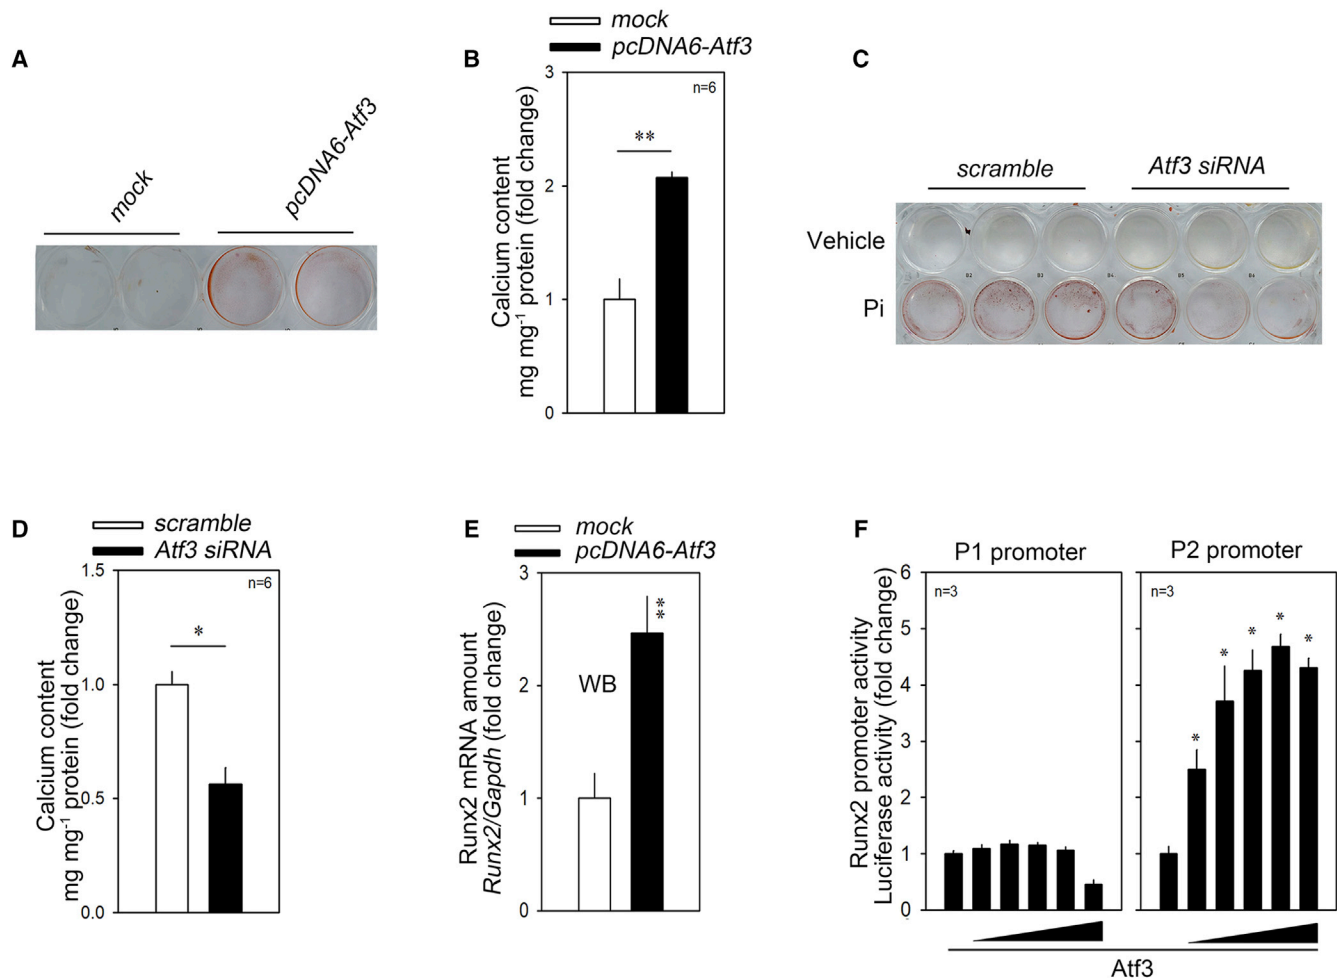 A
mock
pcDNA6-Atf3
B
mock
pcDNA6-Atf3
Calcium content
mg mg⁻¹ protein (fold change)
3
2
1
0
n=6
**
C
scramble
Atf3 siRNA
Vehicle
Pi
D
scramble
Atf3 siRNA
Calcium content
mg mg⁻¹ protein (fold change)
1.5
1.0
0.5
0.0
n=6
*
E
mock
pcDNA6-Atf3
Runx2 mRNA amount
Runx2/Gapdh (fold change)
3
2
1
0
WB
**
F
P1 promoter
P2 promoter
Runx2 promoter activity
Luciferase activity (fold change)
6
5
4
3
2
1
0
n=3
n=3
* * * * *
Atf3